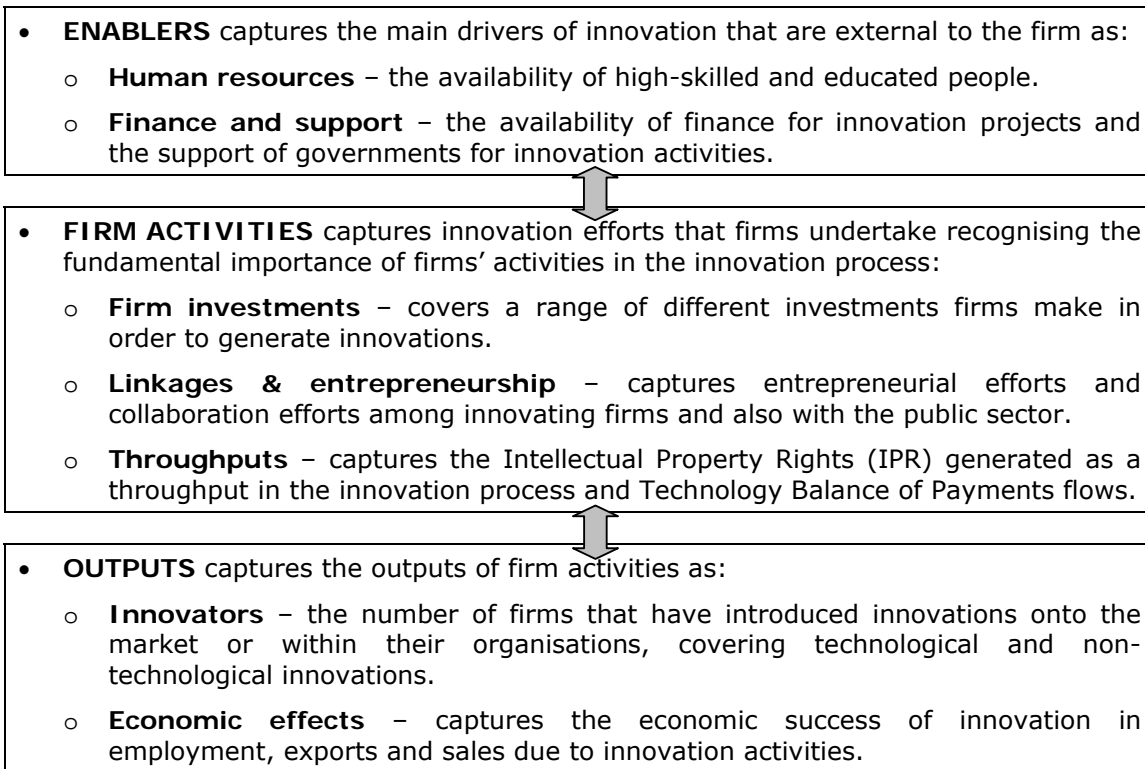 • ENABLERS captures the main drivers of innovation that are external to the firm as:
o Human resources – the availability of high-skilled and educated people.
o Finance and support – the availability of finance for innovation projects and
the support of governments for innovation activities.
• FIRM ACTIVITIES captures innovation efforts that firms undertake recognising the
fundamental importance of firms’ activities in the innovation process:
o Firm investments – covers a range of different investments firms make in
order to generate innovations.
o Linkages & entrepreneurship – captures entrepreneurial efforts and
collaboration efforts among innovating firms and also with the public sector.
o Throughputs – captures the Intellectual Property Rights (IPR) generated as a
throughput in the innovation process and Technology Balance of Payments flows.
• OUTPUTS captures the outputs of firm activities as:
o Innovators – the number of firms that have introduced innovations onto the
market or within their organisations, covering technological and non-
technological innovations.
o Economic effects – captures the economic success of innovation in
employment, exports and sales due to innovation activities.